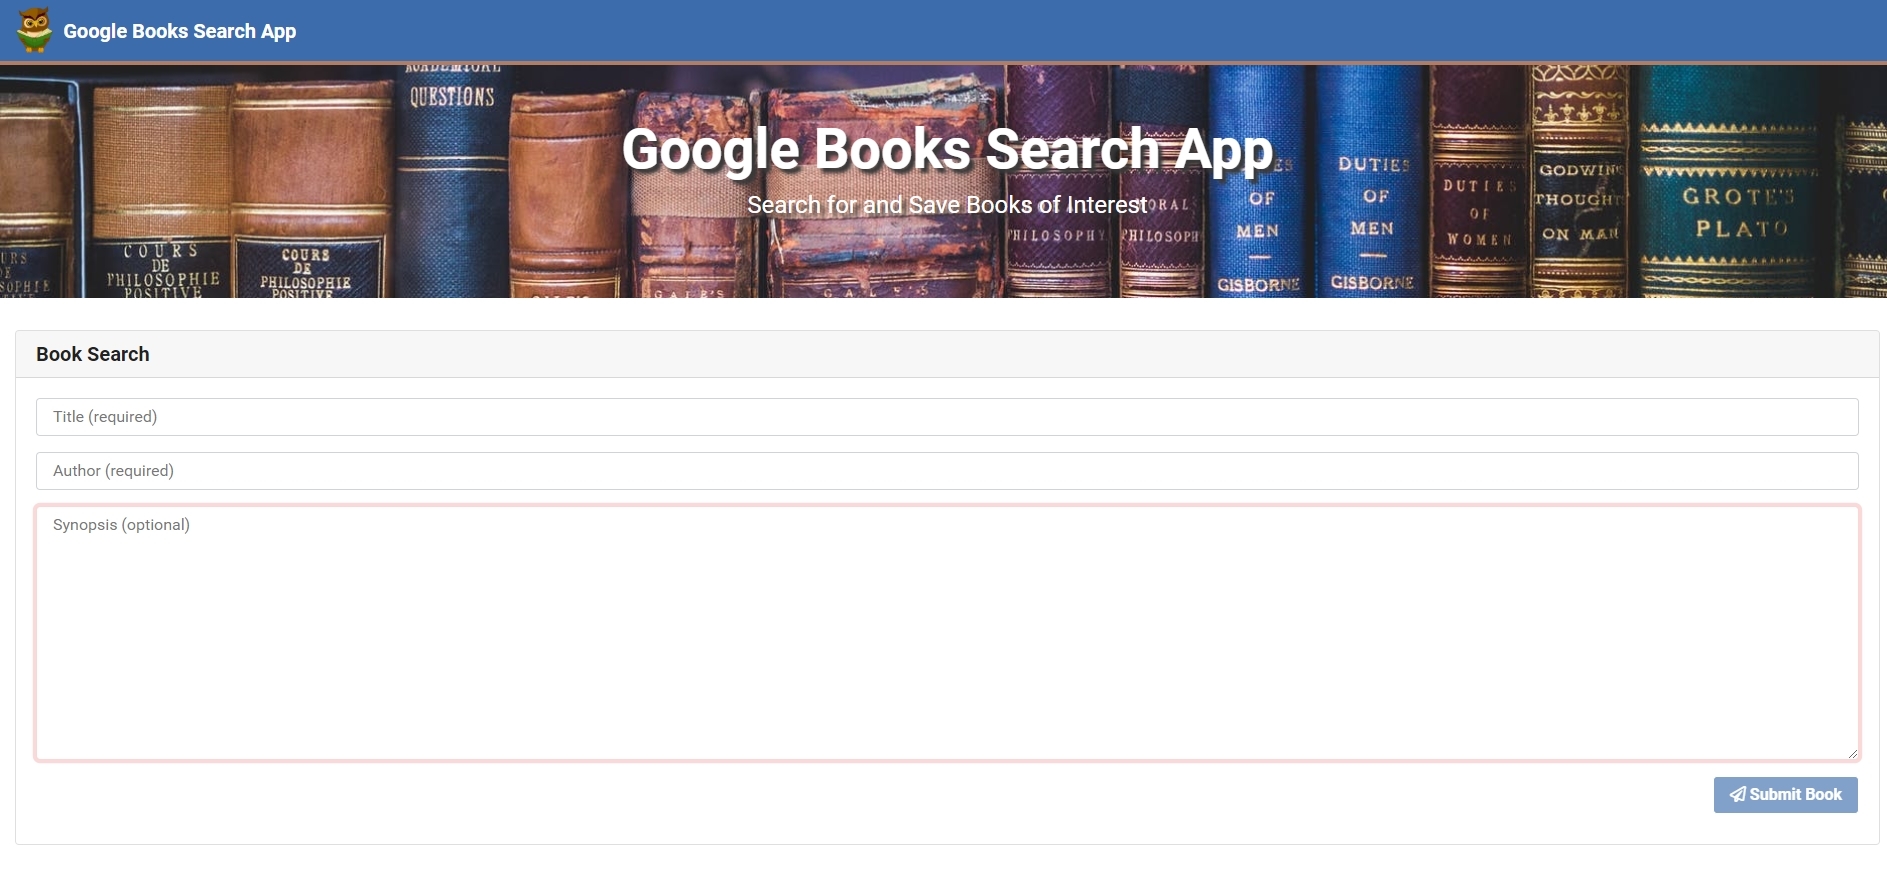 Google Books Search App
ACADEMICAL
QUESTIONS
Google Books Search App
Search for and Save Books of Interest
COURS
DE
PHILOSOPHIE
POSITIVE
COURS
DE
PHILOSOPHIE
POSITIVE
GALE'S
GALE'S
PHILOSOPHY
PHILOSOPHY
OF
MEN
GISBORNE
DUTIES
OF
MEN
GISBORNE
DUTIES
OF
WOMEN
GODWIN'S
THOUGHTS
ON MAN
GROTE'S
PLATO
Book Search
Title (required)
Author (required)
Synopsis (optional)
Submit Book